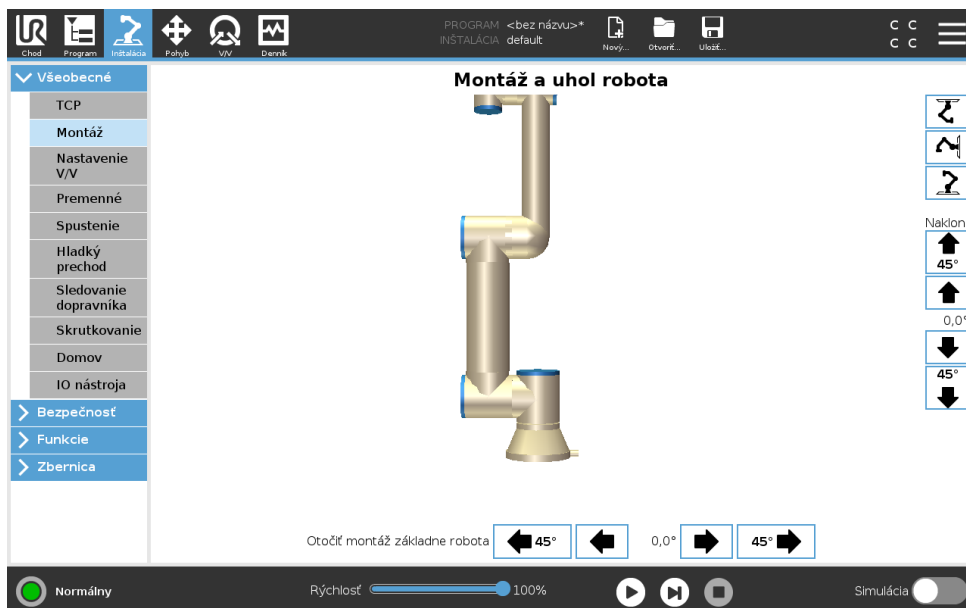 PROGRAM <bez názvu>*
INŠTALÁCIA default
Chod
Program
Inštalácia
Pohyb
V/V
Denník
Nový...
Otvoriť...
Uložiť...
C C
C C
Všeobecné
TCP
Montáž
Nastavenie
V/V
Premenné
Spustenie
Hladký
prechod
Sledovanie
dopravníka
Skrutkovanie
Domov
IO nástroja
Bezpečnosť
Funkcie
Zbernica
Montáž a uhol robota
Naklon
45°
0,0°
45°
Otočiť montáž základne robota 45° 0,0° 45°
Normálny
Rýchlosť 100%
Simulácia